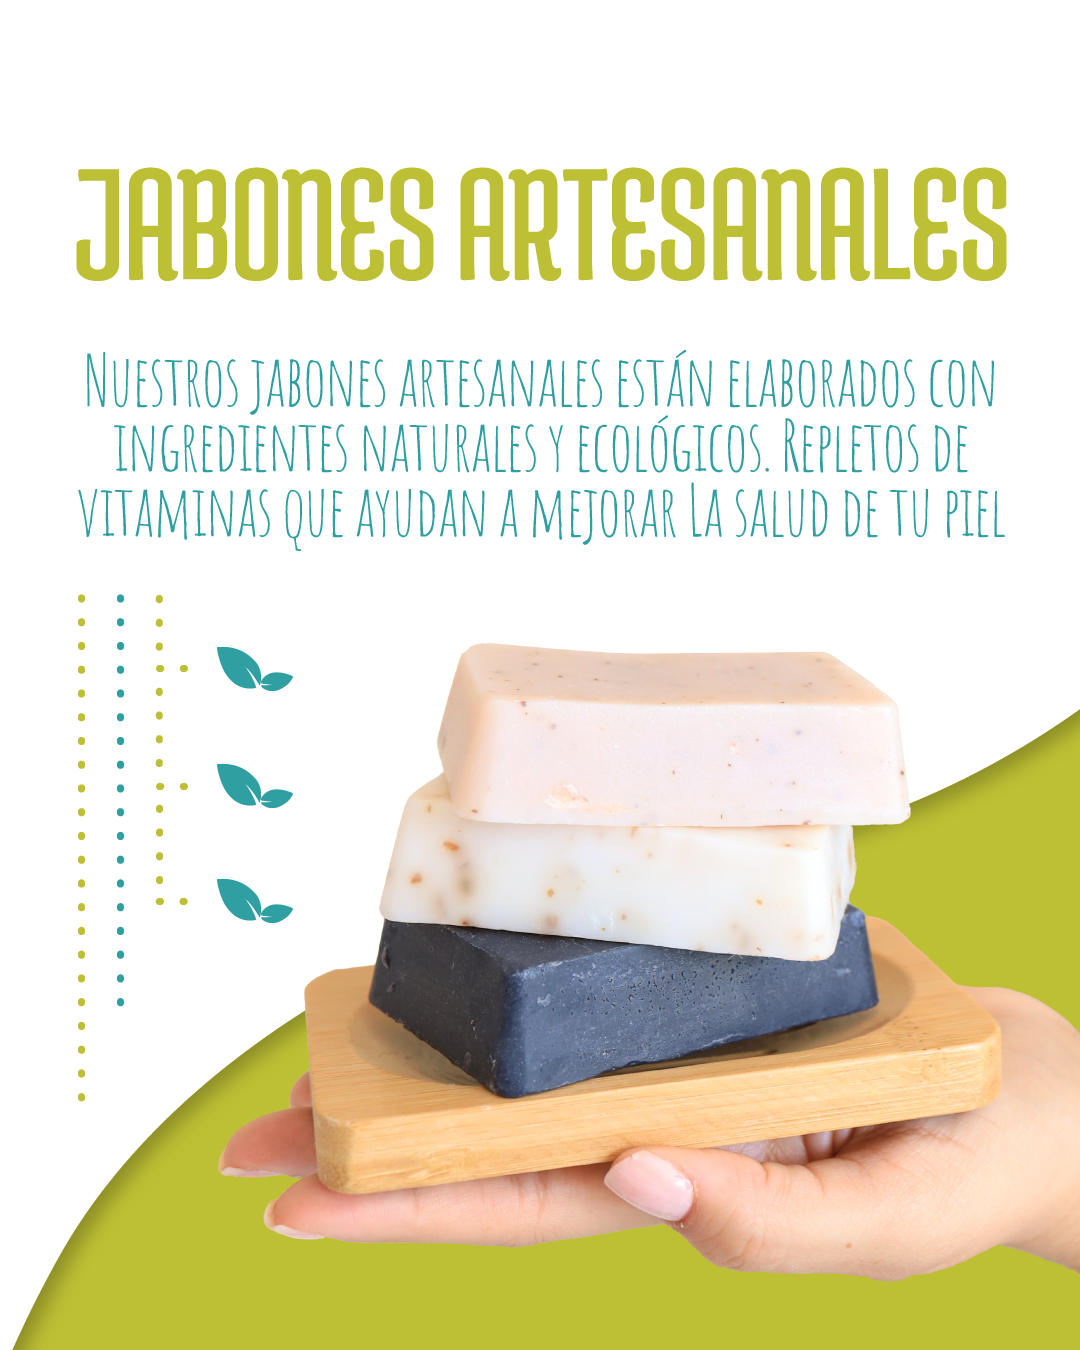 JABONES ARTESANALES
Nuestros jabones artesanales están elaborados con
ingredientes naturales y ecológicos. Repletos de
vitaminas que ayudan a mejorar La salud de tu piel